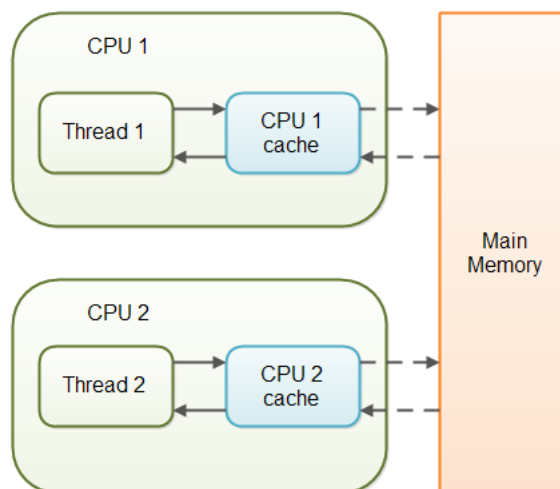 CPU 1
Thread 1
CPU 1
cache
Main
Memory
CPU 2
Thread 2
CPU 2
cache